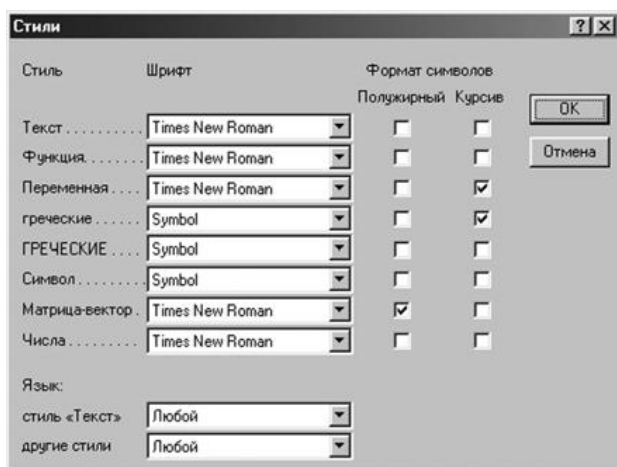 Стили
Стиль Шрифт Формат символов
Полужирный Курсив
OK
Текст . . . . . . . . . . Times New Roman
Функция. . . . . . . . Times New Roman
Отмена
Переменная . . . . Times New Roman
греческие . . . . . . Symbol
ГРЕЧЕСКИЕ . . . . Symbol
Символ . . . . . . . . . Symbol
Матрица-вектор . Times New Roman
Числа . . . . . . . . . Times New Roman
Язык:
стиль «Текст» Любой
другие стили Любой